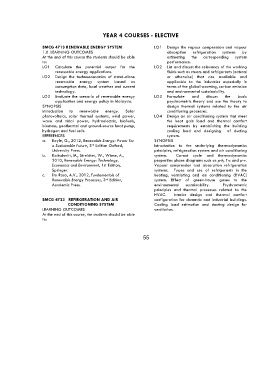 YEAR 4 COURSES - ELECTIVE
BMCG 4713 RENEWABLE ENERGY SYSTEM
1.0 LEARNING OUTCOMES
At the end of this course the students should be able
to:
LO1 Calculate the potential output for the
renewable energy applications.
LO2 Design the technoeconomics of stand-alone
renewable energy system based on
consumption data, local weather and current
technology.
LO3 Evaluate the scenario of renewable energy
application and energy policy in Malaysia.
SYNOPSIS
Introduction to renewable energy. Solar
photovoltaics, solar thermal systems, wind power,
wave and tidal power, hydroelectric, biofuels,
biomass, geothermal and ground-source heat pump,
hydrogen and fuel cells.
REFERENCES
a. Boyle, G., 2012, Renewable Energy: Power For
a Sustainable Future, 3rd Edition Oxford,
University Press.
b. Kaltschmitt, M., Streicher, W., Wiese, A.,
2010, Renewable Energy: Technology,
Economics and Environment, 1st Edition,
Springer.
c. Da Rosa, A.V., 2012, Fundamentals of
Renewable Energy Processes, 3rd Edition,
Academic Press.
BMCG 4723 REFRIGERATION AND AIR
CONDITIONING SYSTEM
LEARNING OUTCOMES
At the end of this course, the students should be able
to:
LO1 Design the vapour compression and vapour
absorption refrigeration systems by
estimating the corresponding system
performance.
LO2 List and discuss the relevancy of the working
fluids such as steam and refrigerants (natural
or otherwise) that are available and
applicable to the industries especially in
terms of the global warming, carbon emission
and environmental sustainability.
LO3 Formulate and discuss the basic
psychrometric theory and use the theory to
design thermal systems related to the air
conditioning processes.
LO4 Design an air conditioning system that meet
the heat gain load and thermal comfort
requirements by establishing the building
cooling load and designing of ducting
system.
SYNOPSIS
Introduction to the underlying thermodynamics
principles, refrigeration system and air conditioning
system. Carnot cycle and thermodynamics
properties phase diagrams such as p-h, T-s and p-v.
Vapour compression and absorption refrigeration
systems. Types and use of refrigerants in the
heating, ventilating and air conditioning (HVAC)
system. Effect of green-house gases to the
environmental sustainability. Psychrometric
principles and thermal processes related to the
HVAC. Interior design and thermal comfort
configuration for domestic and industrial buildings.
Cooling load estimation and ducting design for
ventilation.
55